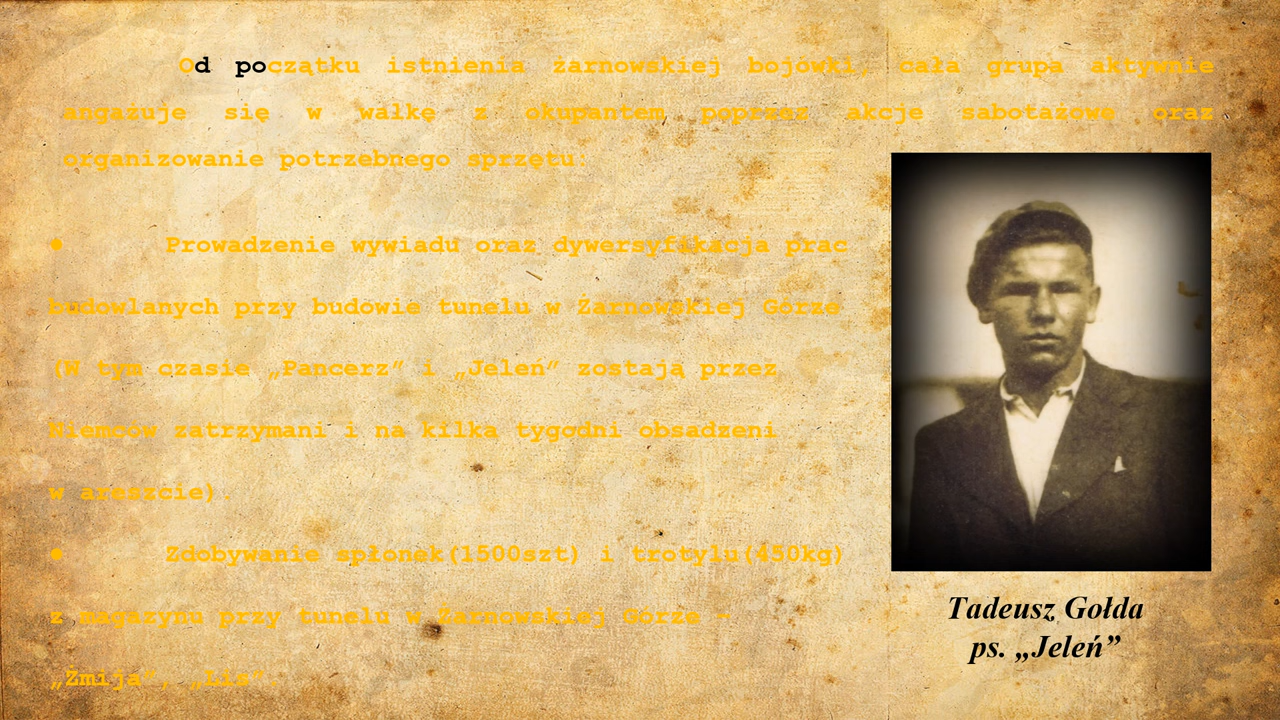 Od początku istnienia żarnowskiej bojówki, cała grupa aktywnie
angażuje się w walkę z okupantem poprzez akcje sabotażowe oraz
organizowanie potrzebnego sprzętu:
• Prowadzenie wywiadu oraz dywersyfikacja prac
budowlanych przy budowie tunelu w Żarnowskiej Górze
(W tym czasie „Pancerz” i „Jeleń” zostają przez
Niemców zatrzymani i na kilka tygodni obsadzeni
w areszcie).
• Zdobywanie spłonek(1500szt) i trotylu(450kg)
z magazynu przy tunelu w Żarnowskiej Górze –
„Żmija”, „Lis”.
Tadeusz Gołda
ps. „Jeleń”